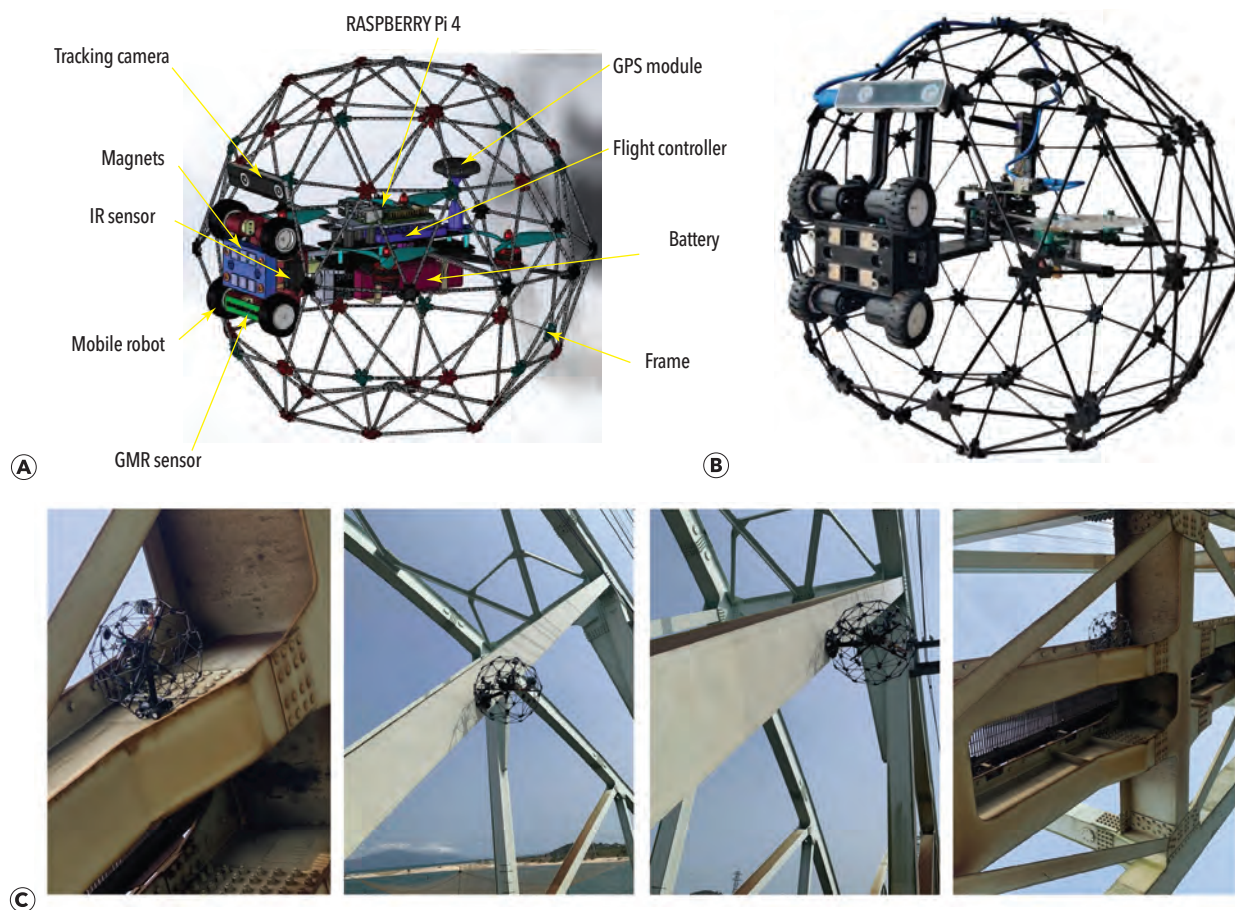 RASPBERRY Pi 4
Tracking camera
GPS module
Magnets
Flight controller
IR sensor
Battery
Mobile robot
Frame
GMR sensor
A
B
C